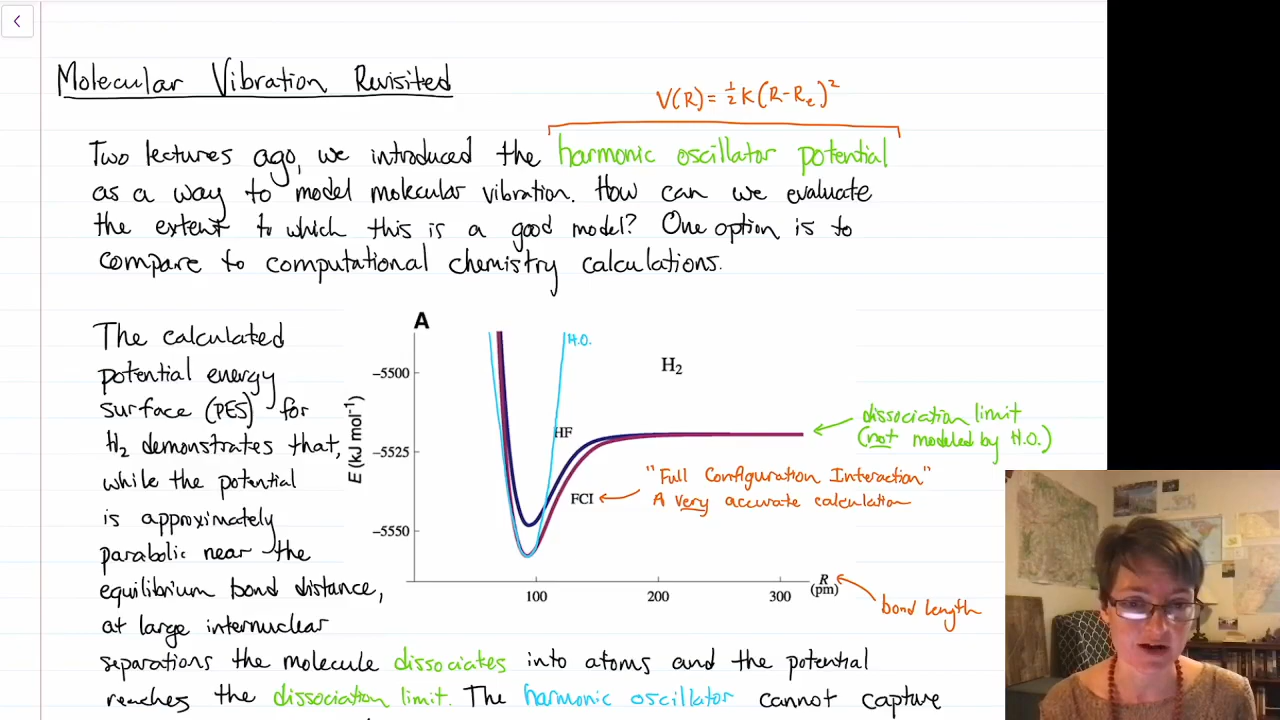 Molecular Vibration Revisited
V(R) = ½K(R-Rₑ)²
Two lectures ago, we introduced the harmonic oscillator potential
as a way to model molecular vibration. How can we evaluate
the extent to which this is a good model? One option is to
compare to computational chemistry calculations.
The calculated
potential energy
surface (PES) for
H₂ demonstrates that,
while the potential
is approximately
parabolic near the
equilibrium bond distance,
at large internuclear
separations the molecule dissociates into atoms and the potential
reaches the dissociation limit. The harmonic oscillator cannot capture
A
H.O.
H₂
-5500
-5525
-5550
E (kJ mol⁻¹)
HF
FCI
"Full Configuration Interaction"
A very accurate calculation
dissociation limit
(not modeled by H.O.)
100
200
300
R
(pm)
bond length